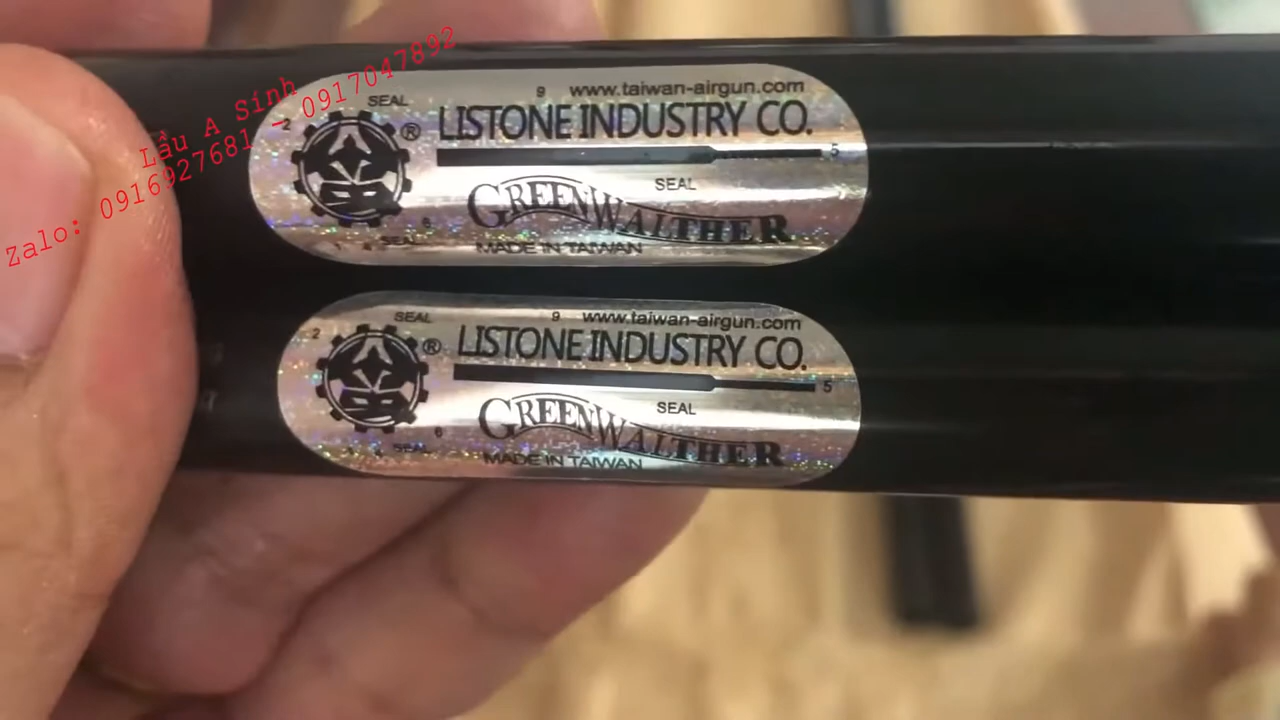 Lầu A Sính
Zalo: 0916927681 - 0917047892
9 www.taiwan-airgun.com
SEAL
2
®
LISTONE INDUSTRY CO.
5
SEAL
GREENWALTHER
6
SEAL
MADE IN TAIWAN
9 www.taiwan-airgun.com
SEAL
2
®
LISTONE INDUSTRY CO.
5
SEAL
GREENWALTHER
6
SEAL
MADE IN TAIWAN